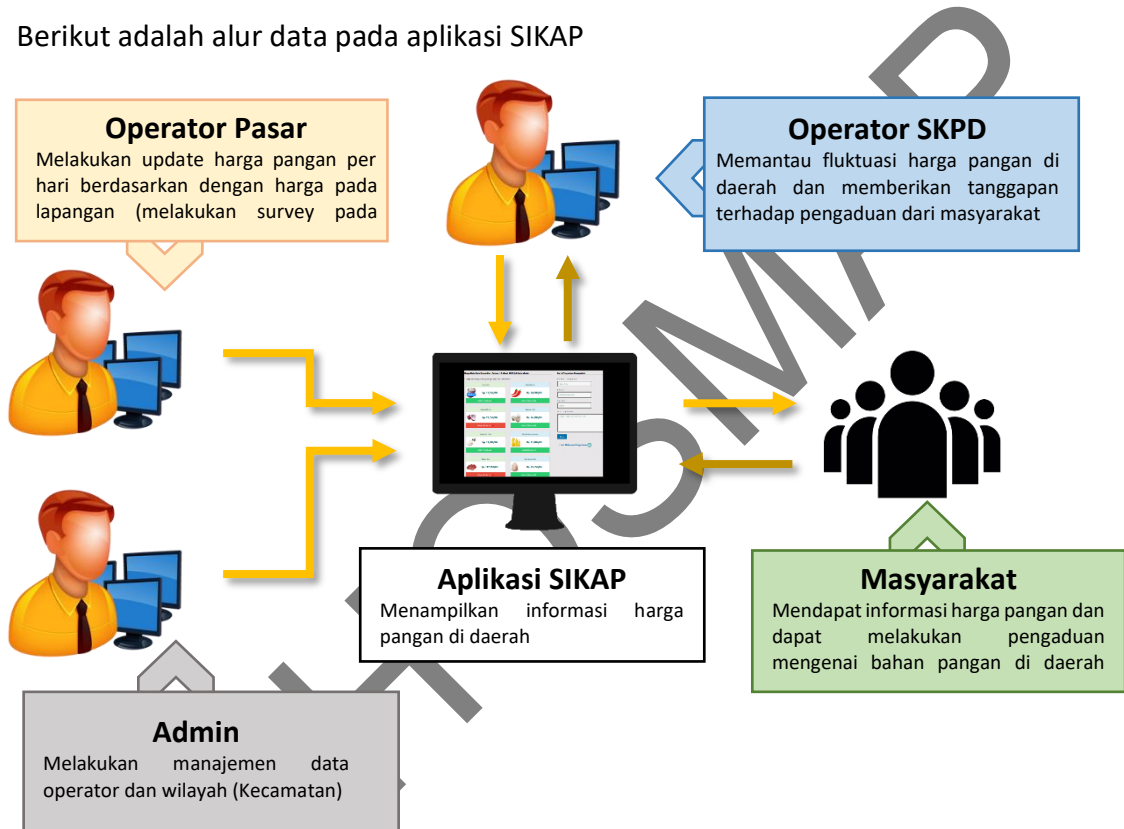 Berikut adalah alur data pada aplikasi SIKAP
Operator Pasar
Melakukan update harga pangan per
hari berdasarkan dengan harga pada
lapangan (melakukan survey pada
Operator SKPD
Memantau fluktuasi harga pangan di
daerah dan memberikan tanggapan
terhadap pengaduan dari masyarakat
Aplikasi SIKAP
Menampilkan informasi harga
pangan di daerah
Masyarakat
Mendapat informasi harga pangan dan
dapat melakukan pengaduan
mengenai bahan pangan di daerah
Admin
Melakukan manajemen data
operator dan wilayah (Kecamatan)